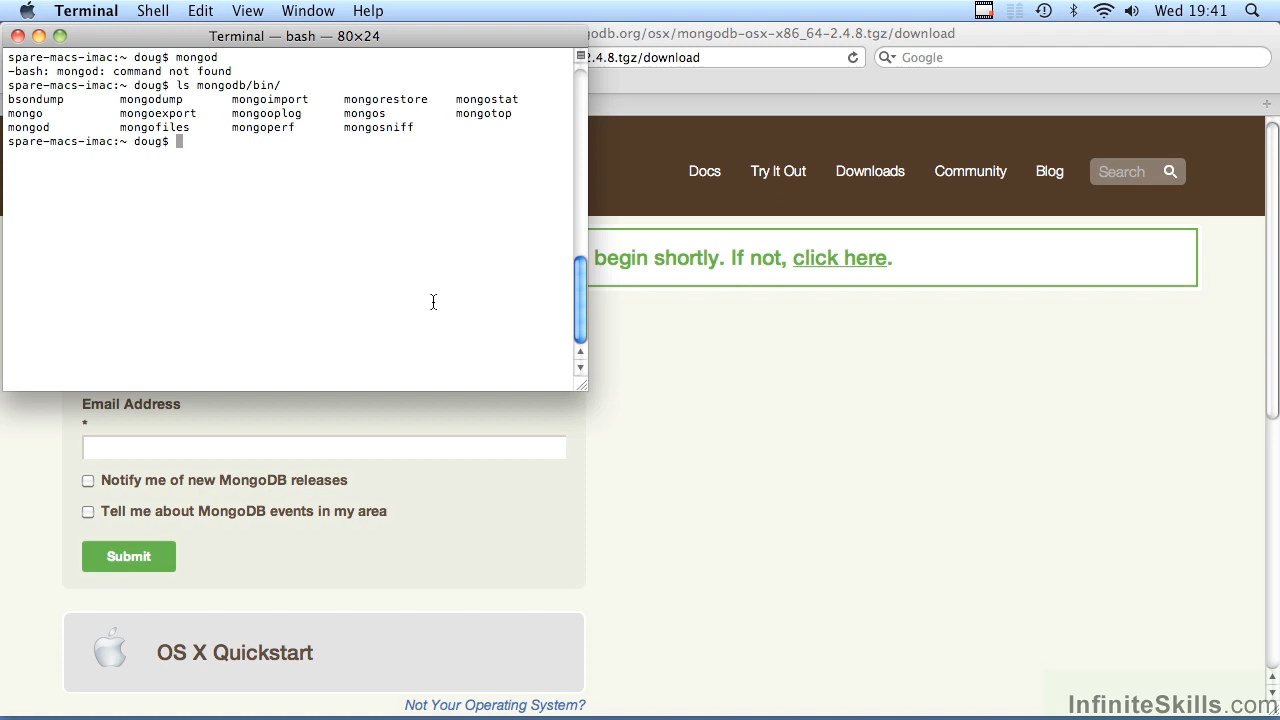 Terminal Shell Edit View Window Help Wed 19:41
Terminal — bash — 80×24
godb.org/osx/mongodb-osx-x86_64-2.4.8.tgz/download
2.4.8.tgz/download
Google
spare-macs-imac:~ doug$ mongod
-bash: mongod: command not found
spare-macs-imac:~ doug$ ls mongodb/bin/
bsondump mongodump mongoimport mongorestore mongostat
mongo mongoexport mongooplog mongos mongotop
mongod mongofiles mongoperf mongosniff
spare-macs-imac:~ doug$
Docs Try It Out Downloads Community Blog Search
begin shortly. If not, click here.
Email Address
*
Notify me of new MongoDB releases
Tell me about MongoDB events in my area
Submit
OS X Quickstart
Not Your Operating System?
InfiniteSkills.com